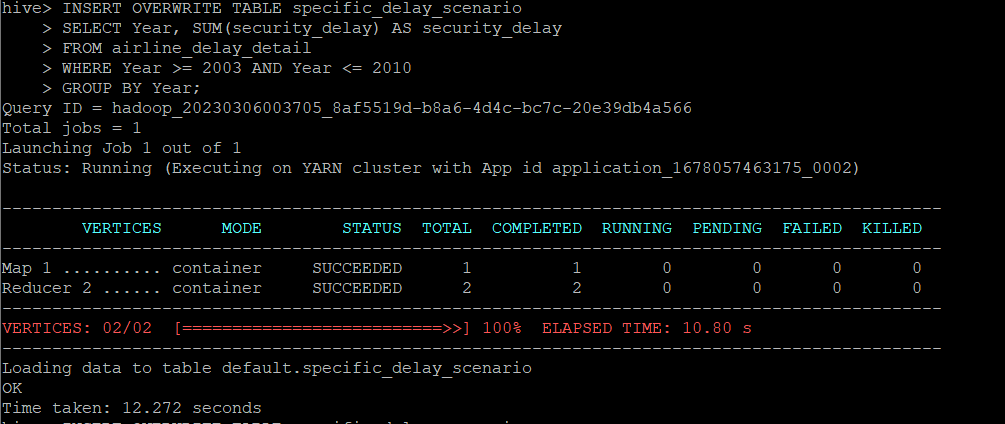 hive> INSERT OVERWRITE TABLE specific_delay_scenario
    > SELECT Year, SUM(security_delay) AS security_delay
    > FROM airline_delay_detail
    > WHERE Year >= 2003 AND Year <= 2010
    > GROUP BY Year;
Query ID = hadoop_20230306003705_8af5519d-b8a6-4d4c-bc7c-20e39db4a566
Total jobs = 1
Launching Job 1 out of 1
Status: Running (Executing on YARN cluster with App id application_1678057463175_0002)
----------------------------------------------------------------------------------------------
        VERTICES      MODE        STATUS  TOTAL  COMPLETED  RUNNING  PENDING  FAILED  KILLED
----------------------------------------------------------------------------------------------
Map 1 .......... container     SUCCEEDED      1          1        0        0       0       0
Reducer 2 ...... container     SUCCEEDED      2          2        0        0       0       0
----------------------------------------------------------------------------------------------
VERTICES: 02/02  [==========================>>] 100%  ELAPSED TIME: 10.80 s
----------------------------------------------------------------------------------------------
Loading data to table default.specific_delay_scenario
OK
Time taken: 12.272 seconds